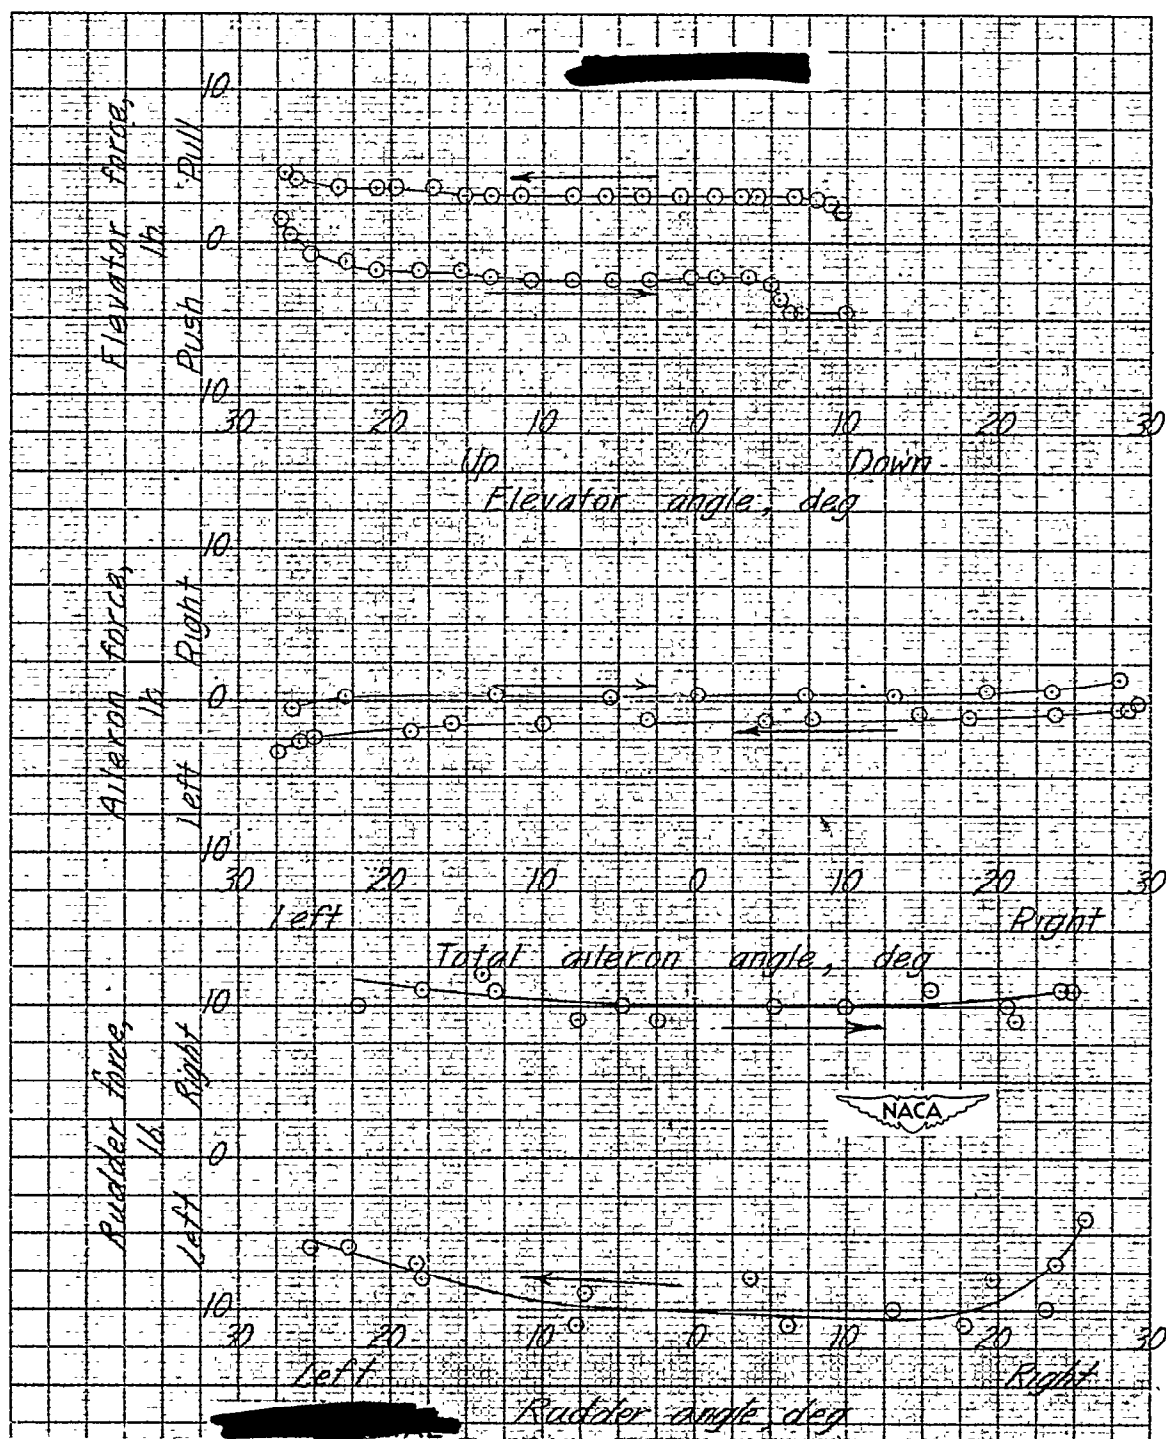 Elevator force,
lb
Push Pull
10
0
10
30 20 10 0 10 20 30
Up Down
Elevator angle, deg
Aileron force,
lb
Left Right
10
0
10
30 20 10 0 10 20 30
Left Right
Total aileron angle, deg
Rudder force,
lb
Left Right
10
0
10
NACA
30 20 10 0 10 20 30
Left Right
Rudder angle, deg